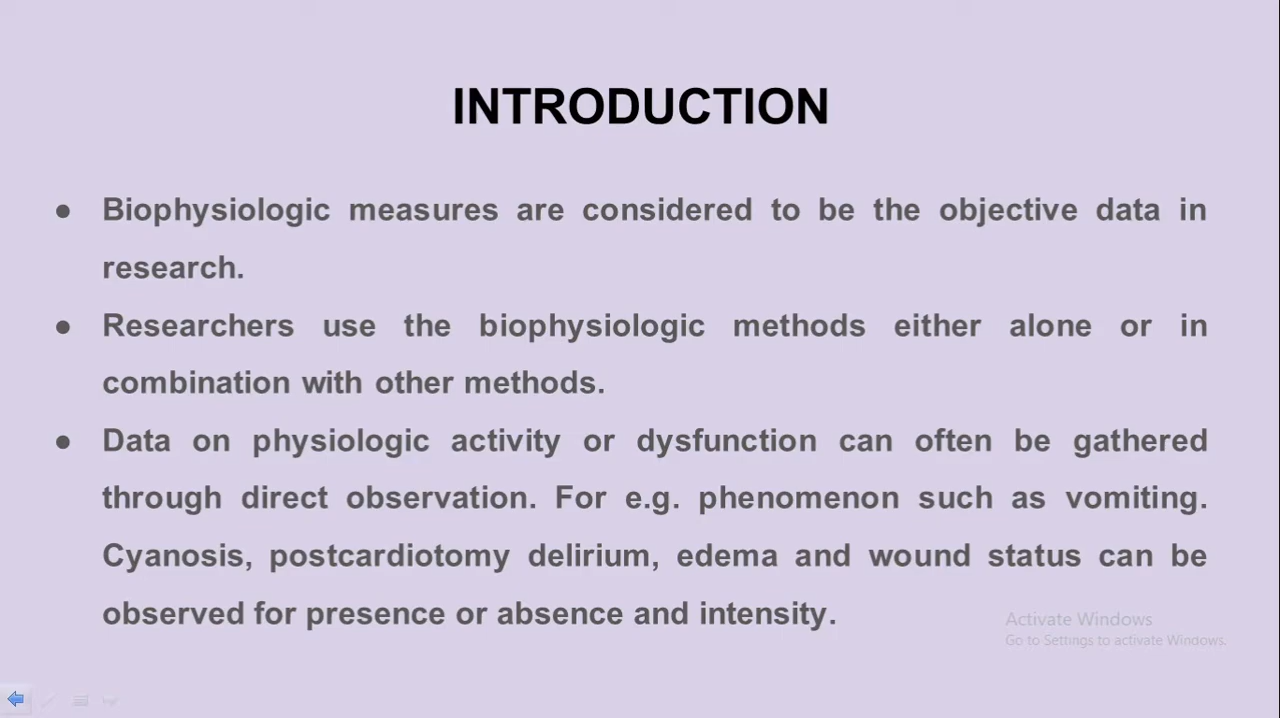 INTRODUCTION
● Biophysiologic measures are considered to be the objective data in
research.
● Researchers use the biophysiologic methods either alone or in
combination with other methods.
● Data on physiologic activity or dysfunction can often be gathered
through direct observation. For e.g. phenomenon such as vomiting.
Cyanosis, postcardiotomy delirium, edema and wound status can be
observed for presence or absence and intensity.
Activate Windows
Go to Settings to activate Windows.